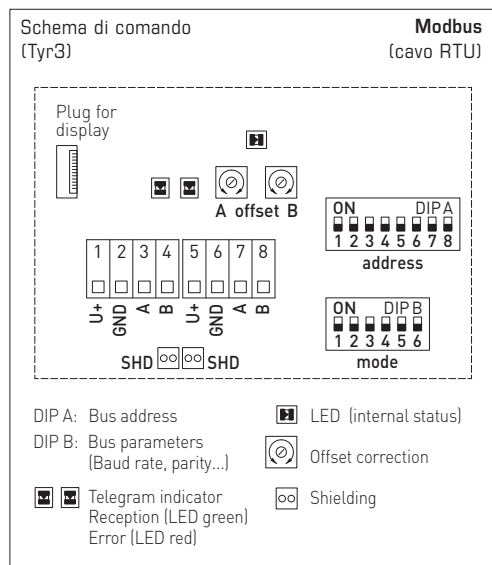 Schema di comando Modbus
(Tyr3) (cavo RTU)
Plug for
display
A offset B
ON DIP A
1 2 3 4 5 6 7 8
address
1 2 3 4 5 6 7 8
U+ GND A B U+ GND A B
ON DIP B
1 2 3 4 5 6
mode
SHD SHD
DIP A: Bus address
LED (internal status)
DIP B: Bus parameters
(Baud rate, parity...)
Offset correction
Telegram indicator
Reception (LED green)
Error (LED red)
Shielding